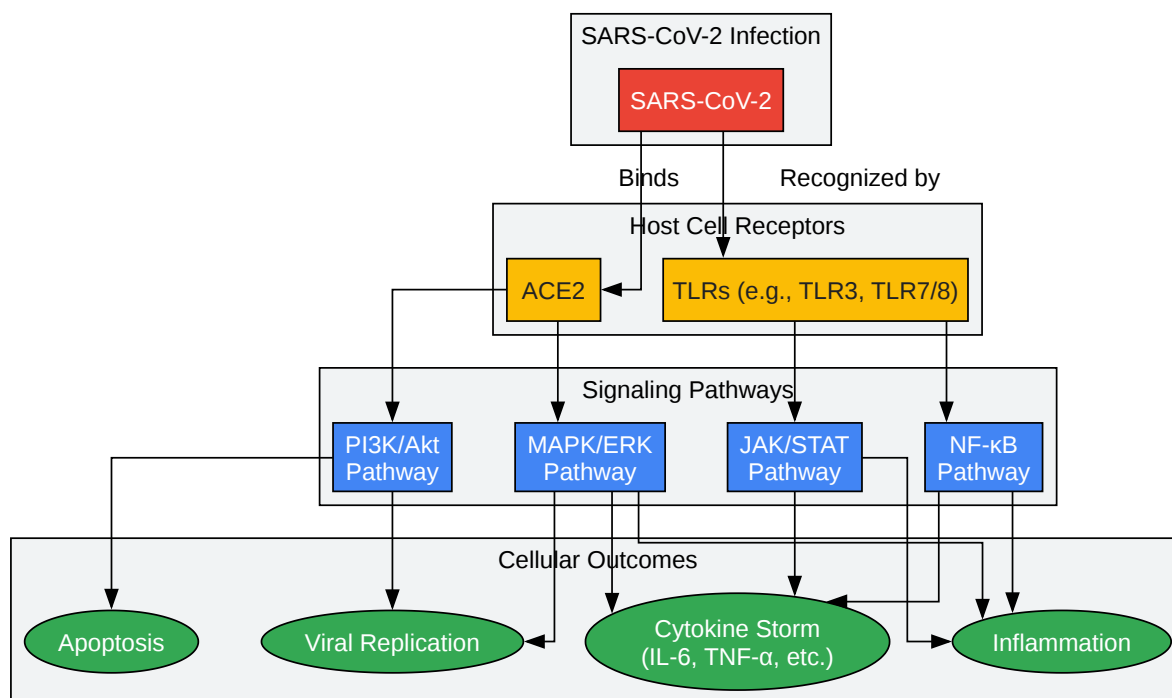 SARS-CoV-2 Infection
SARS-CoV-2
Binds
Recognized by
Host Cell Receptors
ACE2
TLRs (e.g., TLR3, TLR7/8)
Signaling Pathways
PI3K/Akt
Pathway
MAPK/ERK
Pathway
JAK/STAT
Pathway
NF-κB
Pathway
Cellular Outcomes
Apoptosis
Viral Replication
Cytokine Storm
(IL-6, TNF-α, etc.)
Inflammation